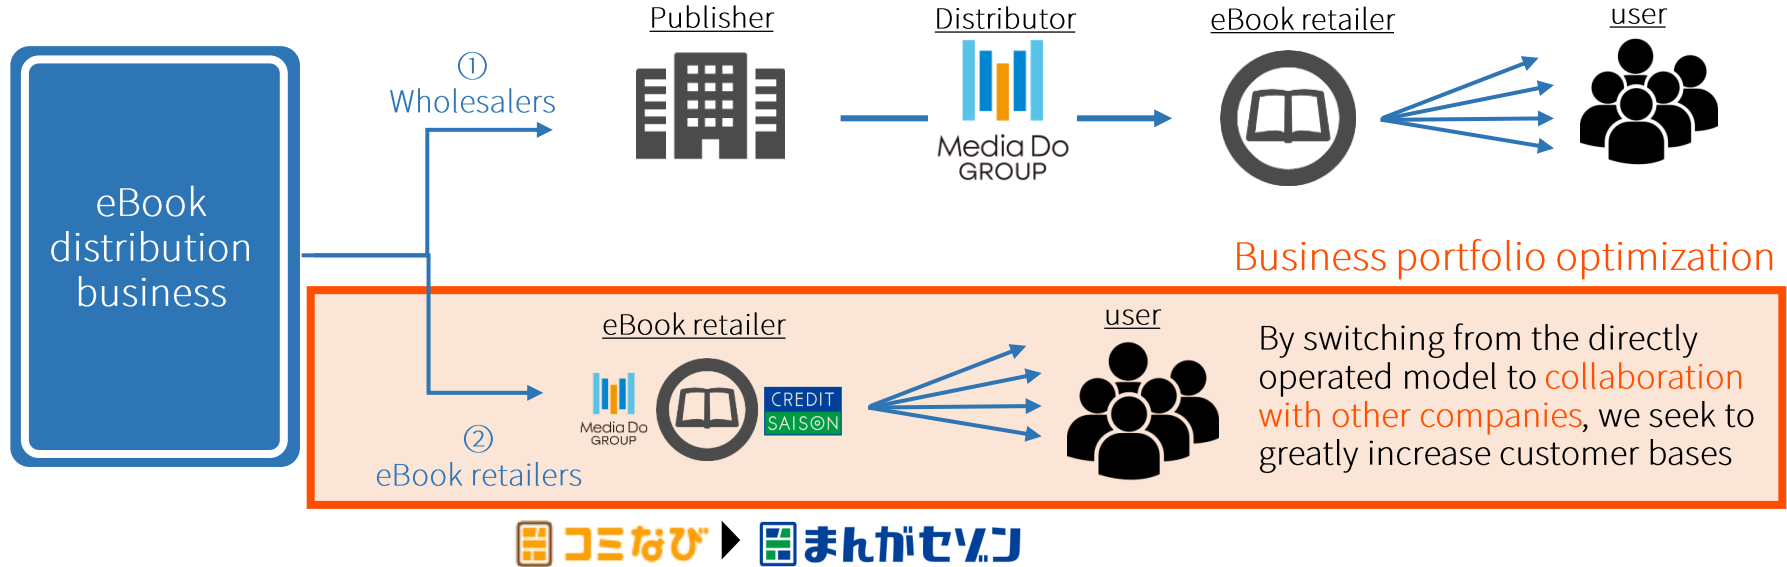 eBook
distribution
business
①
Wholesalers
Publisher
Distributor
eBook retailer
user
Media Do
GROUP
Business portfolio optimization
②
eBook retailers
eBook retailer
user
Media Do
GROUP
CREDIT
SAISON
By switching from the directly
operated model to collaboration
with other companies, we seek to
greatly increase customer bases
コミなび
まんがセゾン